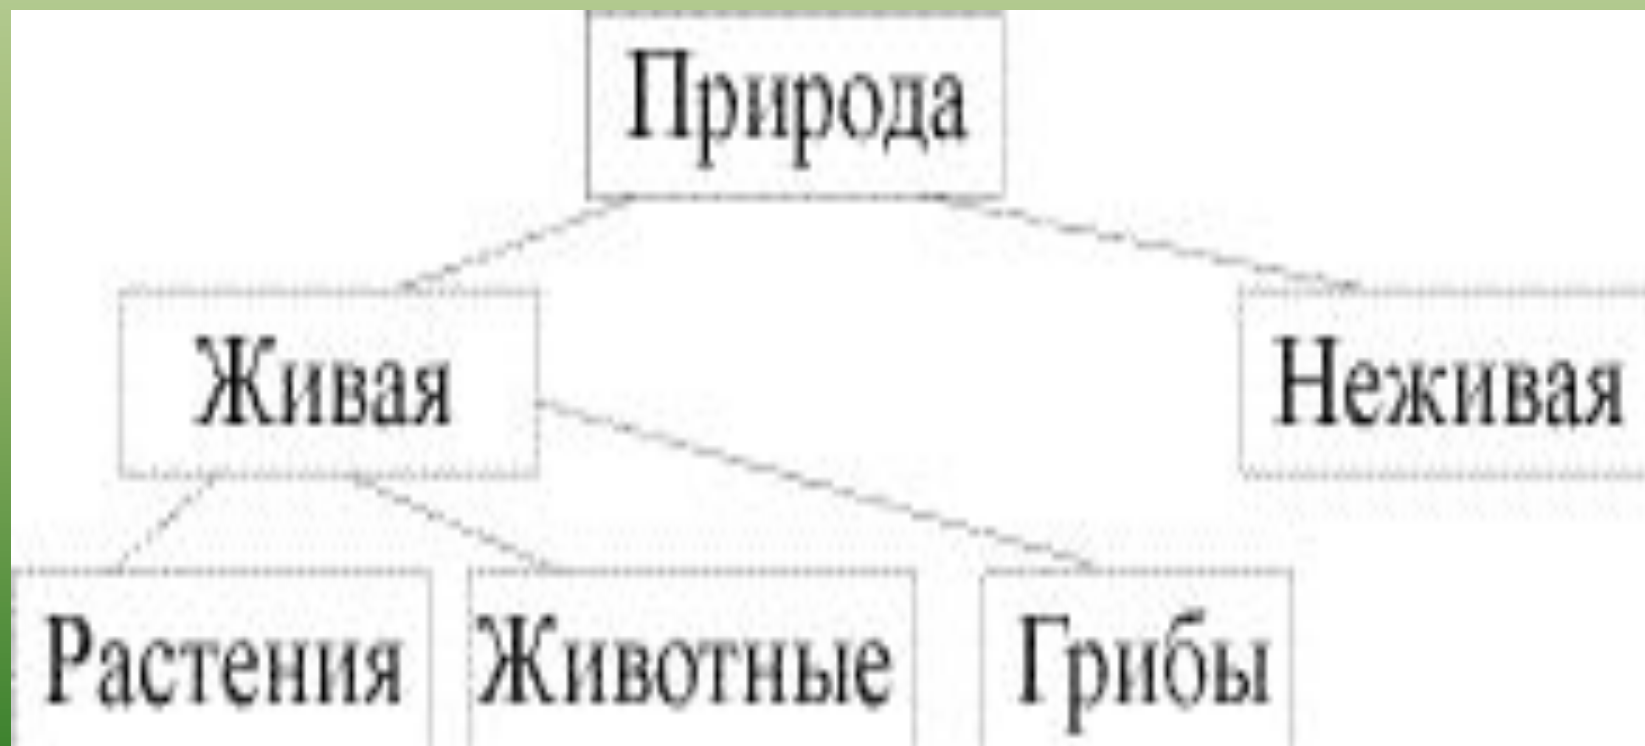 Природа
Живая
Неживая
Растения
Животные
Грибы